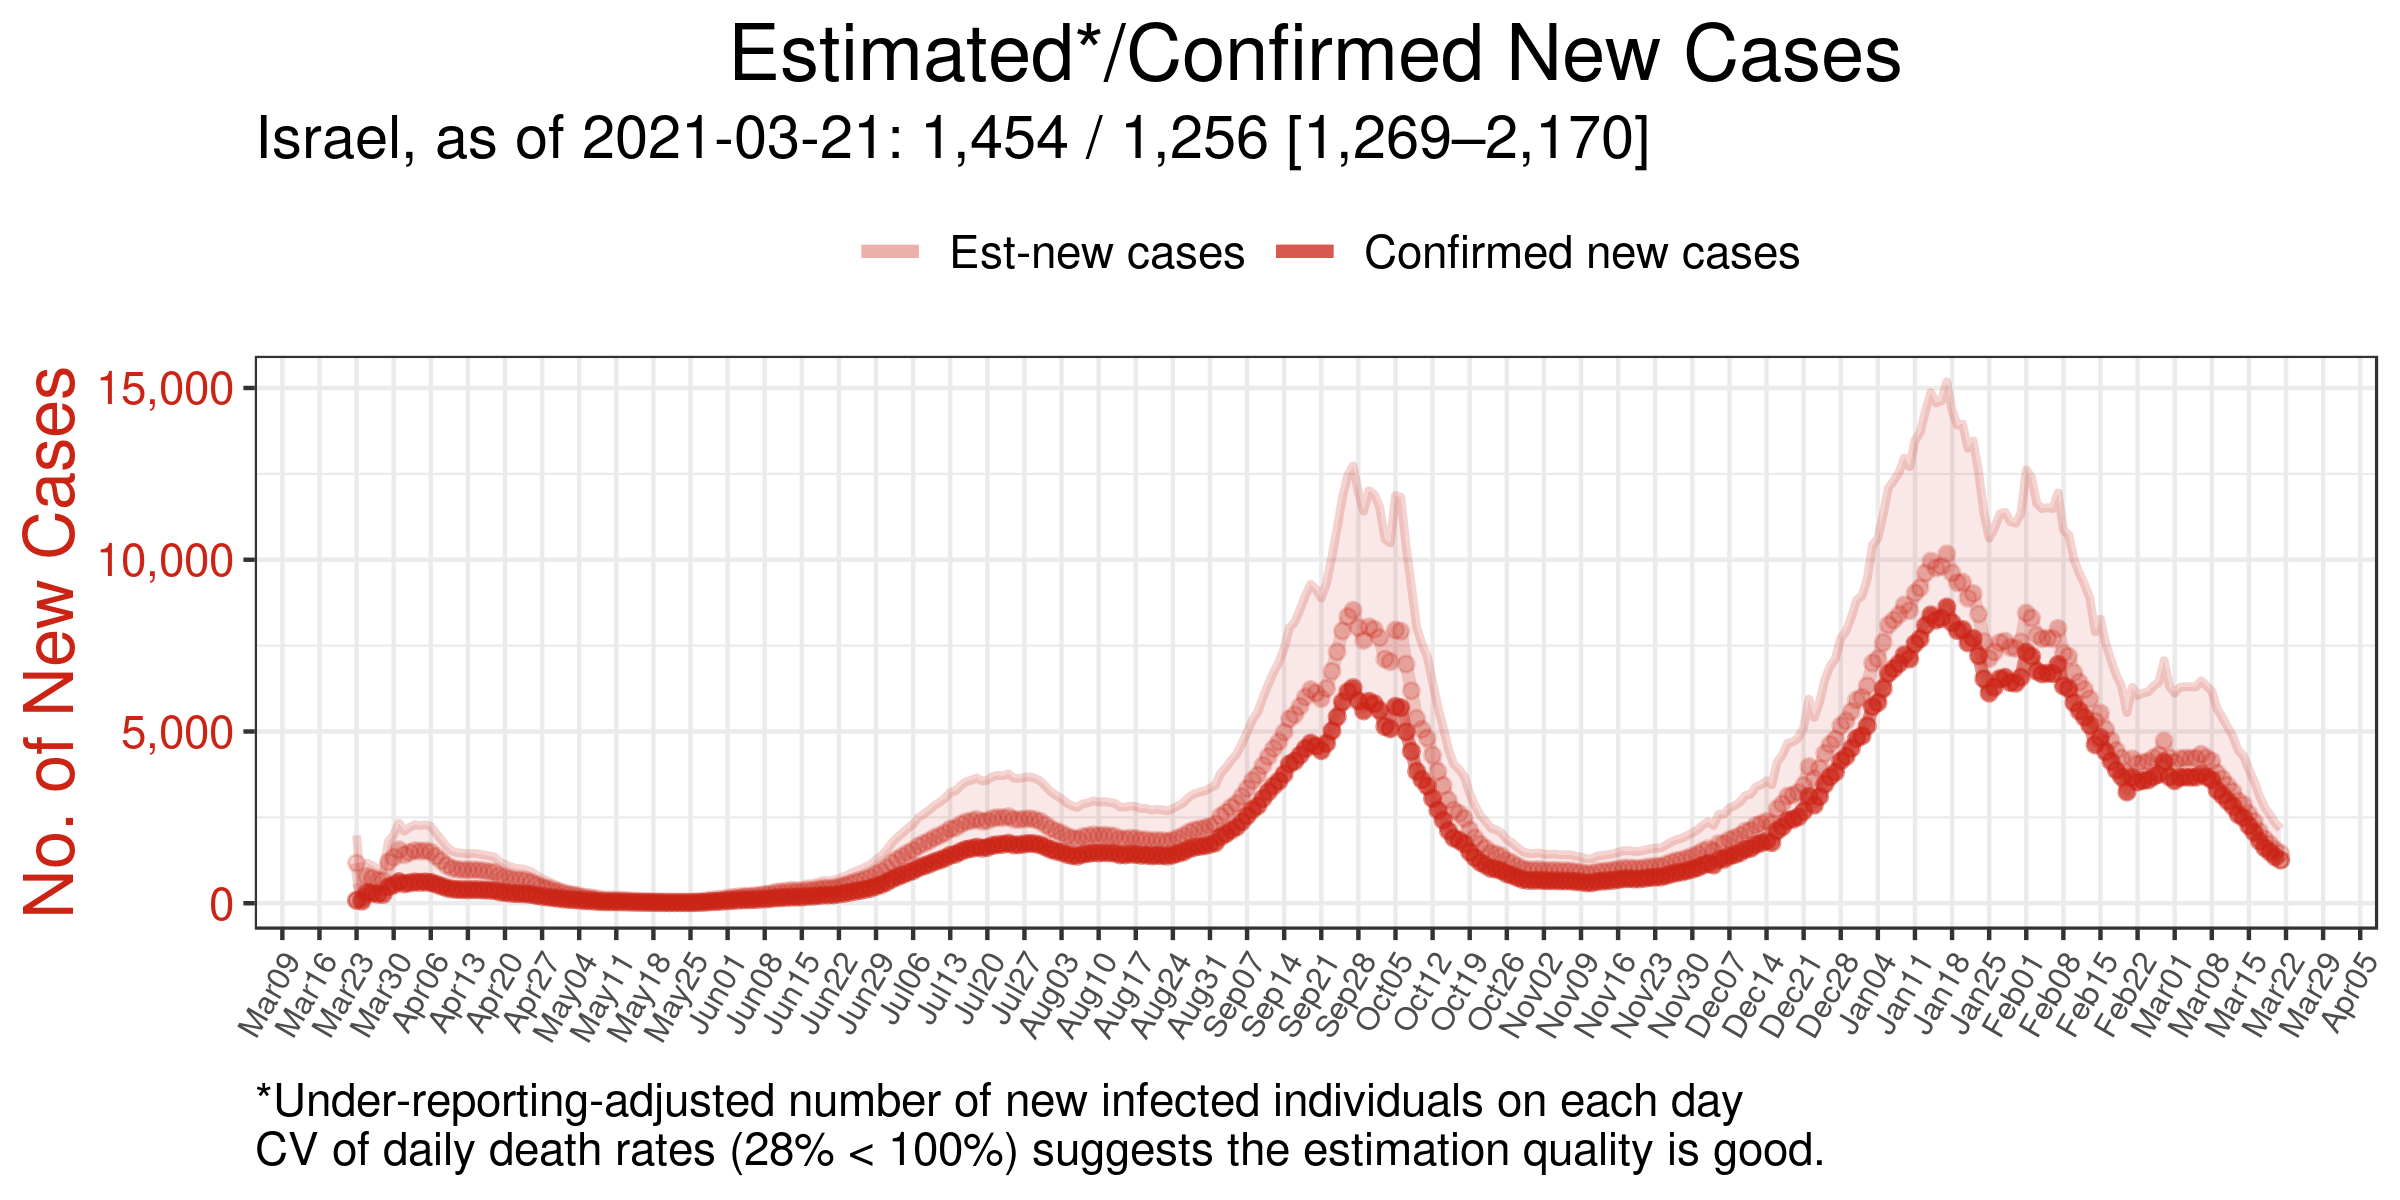 Estimated*/Confirmed New Cases
Israel, as of 2021-03-21: 1,454 / 1,256 [1,269–2,170]
Est-new cases
Confirmed new cases
No. of New Cases
15,000
10,000
5,000
0
Mar09
Mar16
Mar23
Mar30
Apr06
Apr13
Apr20
Apr27
May04
May11
May18
May25
Jun01
Jun08
Jun15
Jun22
Jun29
Jul06
Jul13
Jul20
Jul27
Aug03
Aug10
Aug17
Aug24
Aug31
Sep07
Sep14
Sep21
Sep28
Oct05
Oct12
Oct19
Oct26
Nov02
Nov09
Nov16
Nov23
Nov30
Dec07
Dec14
Dec21
Dec28
Jan04
Jan11
Jan18
Jan25
Feb01
Feb08
Feb15
Feb22
Mar01
Mar08
Mar15
Mar22
Mar29
Apr05
*Under-reporting-adjusted number of new infected individuals on each day
CV of daily death rates (28% < 100%) suggests the estimation quality is good.